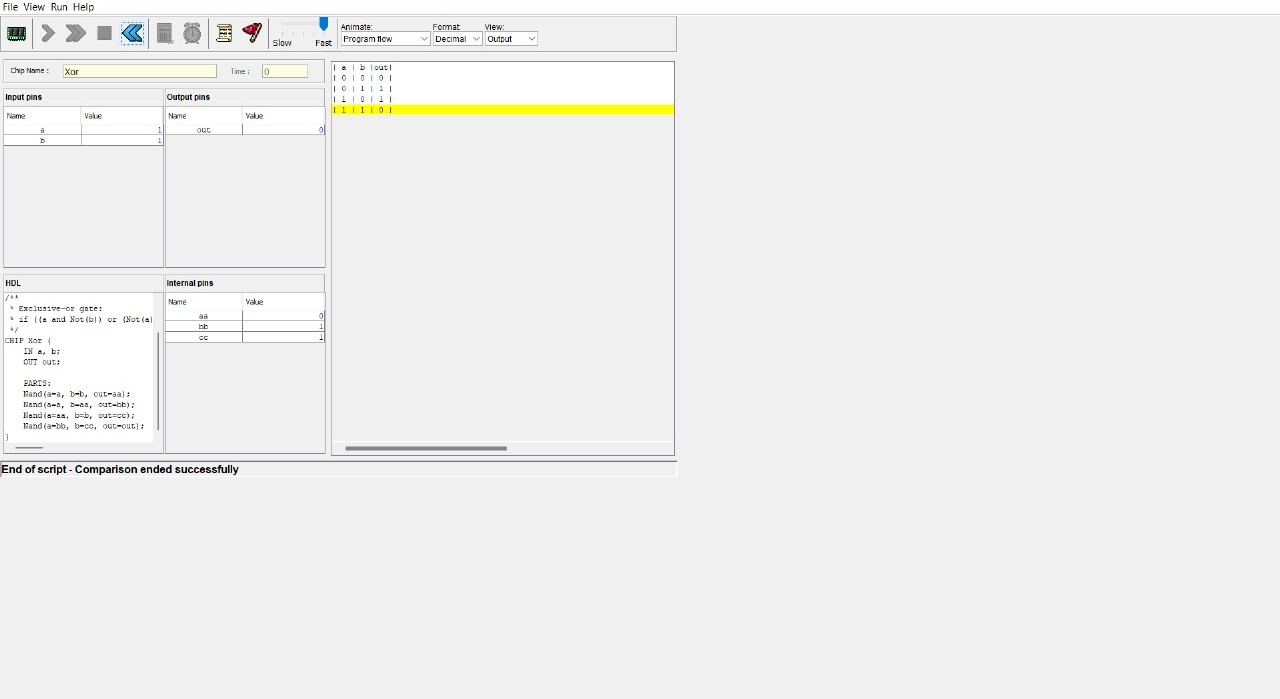 File View Run Help
Slow Fast
Animate: Format: View:
Program flow Decimal Output
Chip Name : Xor Time : 0
Input pins
Name Value
a 1
b 1
Output pins
Name Value
out 0
| a | b |out|
| 0 | 0 | 0 |
| 0 | 1 | 1 |
| 1 | 0 | 1 |
| 1 | 1 | 0 |
HDL
/**
* Exclusive-or gate:
* if ((a and Not(b)) or (Not(a)
*/
CHIP Xor {
IN a, b;
OUT out;
PARTS:
Nand(a=a, b=b, out=aa);
Nand(a=a, b=aa, out=bb);
Nand(a=aa, b=b, out=cc);
Nand(a=bb, b=cc, out=out);
}
Internal pins
Name Value
aa 0
bb 1
cc 1
End of script - Comparison ended successfully